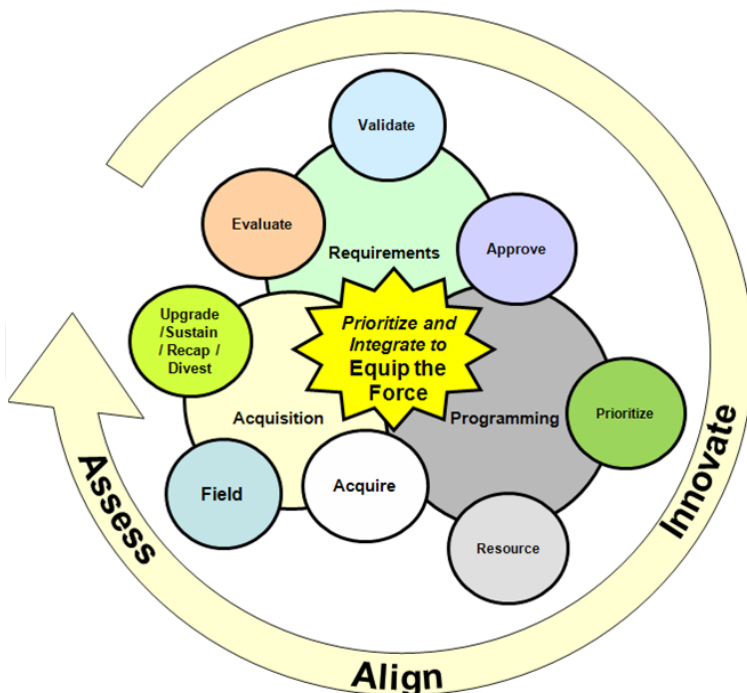 Validate
Evaluate
Requirements
Approve
Upgrade
/Sustain
/ Recap /
Divest
Prioritize and
Integrate to
Equip the
Force
Acquisition
Programming
Prioritize
Field
Acquire
Resource
Innovate
Align
Assess